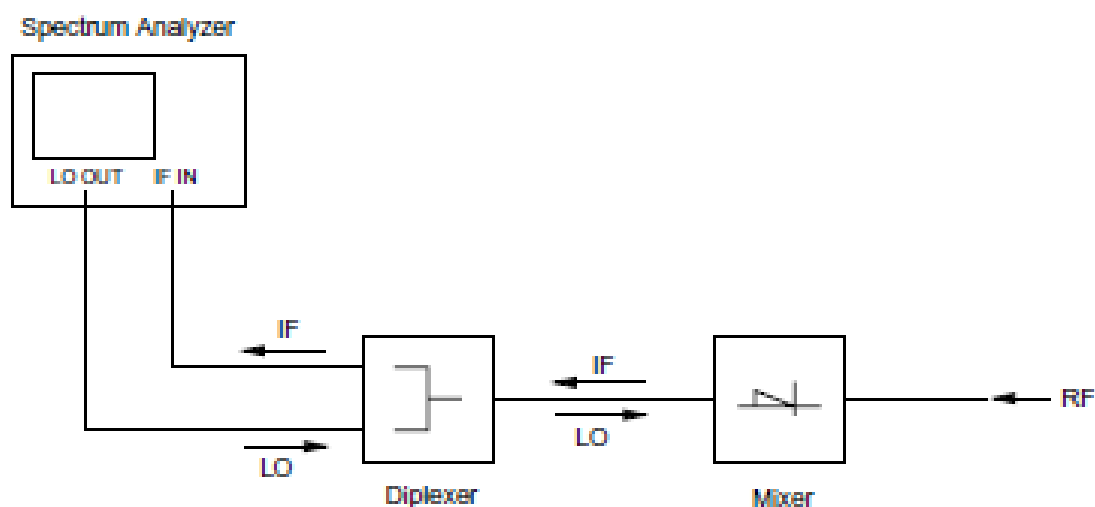 Spectrum Analyzer
LO OUT IF IN
IF
IF
RF
LO
LO
Diplexer
Mixer